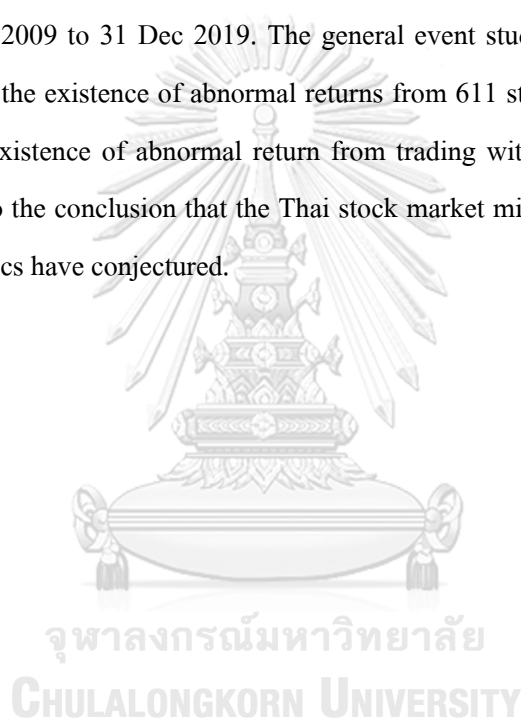 2009 to 31 Dec 2019. The general event stu
the existence of abnormal returns from 611 st
xistence of abnormal return from trading wit
the conclusion that the Thai stock market mi
cs have conjectured.
จุฬาลงกรณ์มหาวิทยาลัย
CHULALONGKORN UNIVERSITY